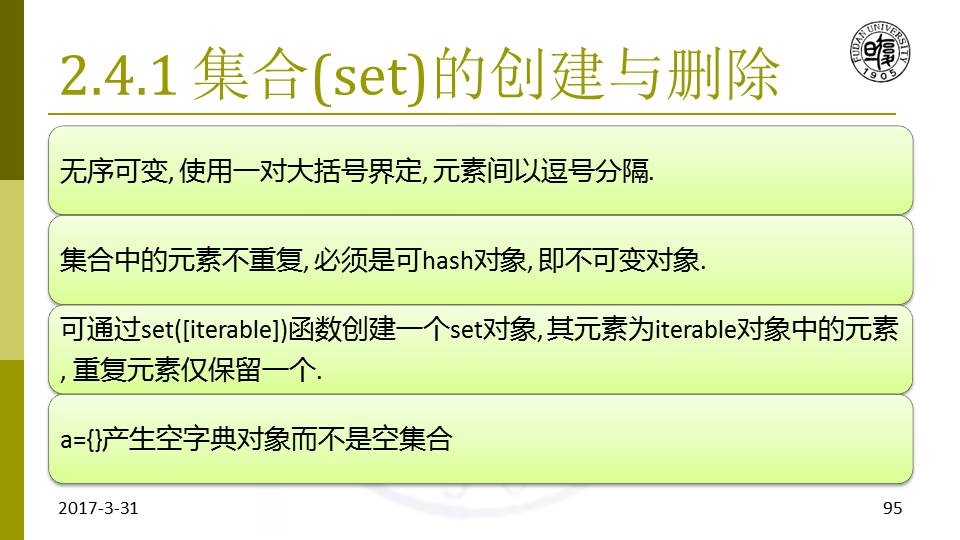 2.4.1 集合(set)的创建与删除
FUDAN UNIVERSITY
1905
无序可变, 使用一对大括号界定, 元素间以逗号分隔.
集合中的元素不重复, 必须是可hash对象, 即不可变对象.
可通过set([iterable])函数创建一个set对象, 其元素为iterable对象中的元素
, 重复元素仅保留一个.
a={}产生空字典对象而不是空集合
2017-3-31
95